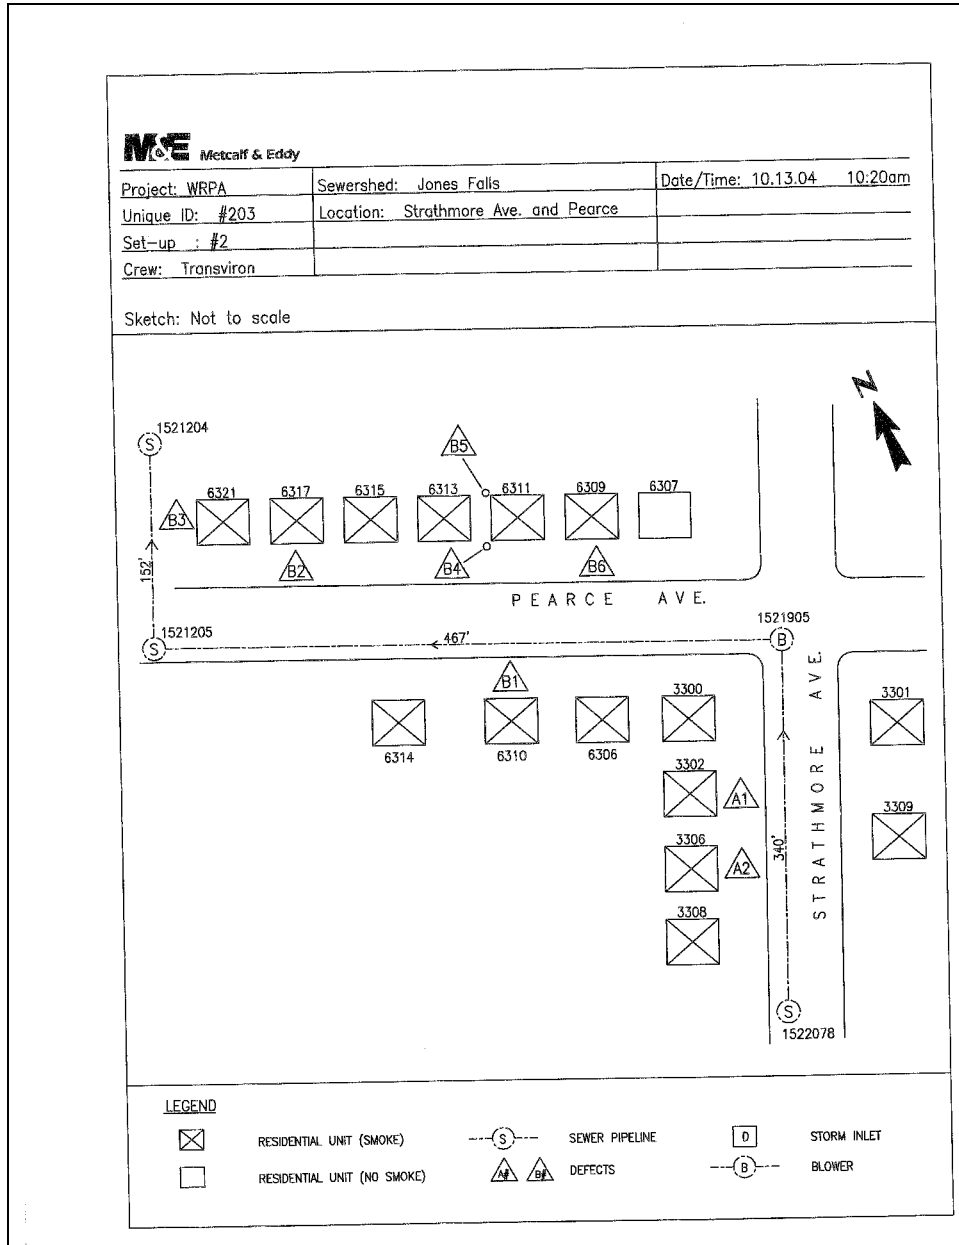 M&E Metcalf & Eddy
Project: WRPA Sewershed: Jones Falls Date/Time: 10.13.04 10:20am
Unique ID: #203 Location: Strathmore Ave. and Pearce
Set-up : #2
Crew: Transviron
Sketch: Not to scale
N
1521204
S
B5
6321 6317 6315 6313 6311 6309 6307
B3
B2 B4 B6
152'
PEARCE AVE.
1521205
S
467'
1521905
B
B1
3300
3301
6314 6310 6306
3302
A1
STRATHMORE AVE.
3309
340'
3306
A2
3308
S
1522078
LEGEND
RESIDENTIAL UNIT (SMOKE) S SEWER PIPELINE D STORM INLET
RESIDENTIAL UNIT (NO SMOKE) A# B# DEFECTS B BLOWER